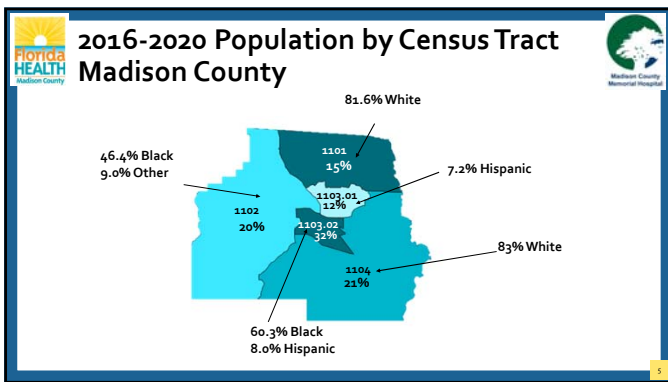 Florida
HEALTH
Madison County
2016-2020 Population by Census Tract
Madison County
Madison County
Memorial Hospital
81.6% White
46.4% Black
9.0% Other
1101
15%
7.2% Hispanic
1103.01
12%
1102
20%
1103.02
32%
83% White
1104
21%
60.3% Black
8.0% Hispanic
5